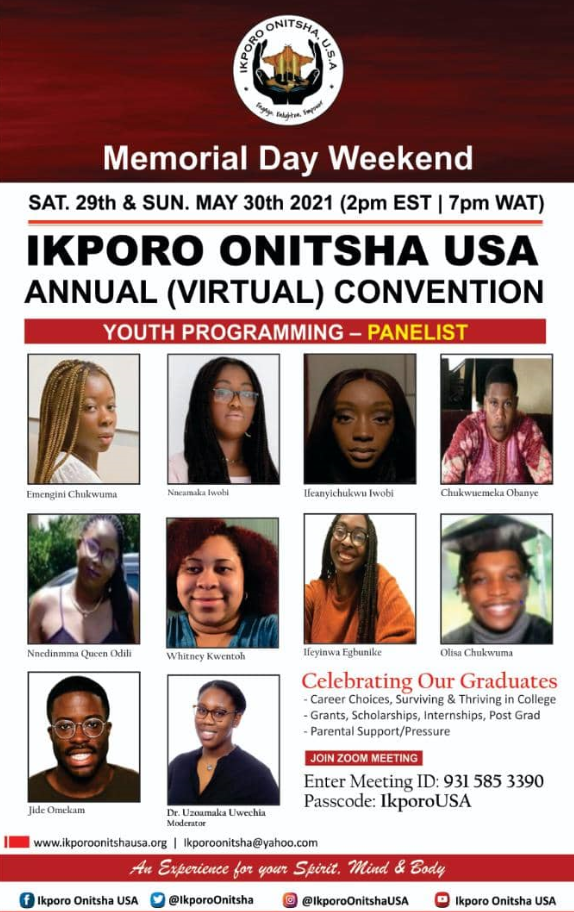 IKPORO ONITSHA, U.S.A
Engage, Enlighten, Empower
Memorial Day Weekend
SAT. 29th & SUN. MAY 30th 2021 (2pm EST | 7pm WAT)
IKPORO ONITSHA USA
ANNUAL (VIRTUAL) CONVENTION
YOUTH PROGRAMMING – PANELIST
Emengini Chukwuma
Nneamaka Iwobi
Ifeanyichukwu Iwobi
Chukwuemeka Obanye
Nnedinmma Queen Odili
Whitney Kwentoh
Ifeyinwa Egbunike
Olisa Chukwuma
Celebrating Our Graduates
- Career Choices, Surviving & Thriving in College
- Grants, Scholarships, Internships, Post Grad
- Parental Support/Pressure
JOIN ZOOM MEETING
Enter Meeting ID: 931 585 3390
Passcode: IkporoUSA
Jide Omekam
Dr. Uzoamaka Uwechia
Moderator
www.ikporoonitshausa.org | Ikporoonitsha@yahoo.com
An Experience for your Spirit, Mind & Body
Ikporo Onitsha USA
@IkporoOnitsha
@IkporoOnitshaUSA
Ikporo Onitsha USA